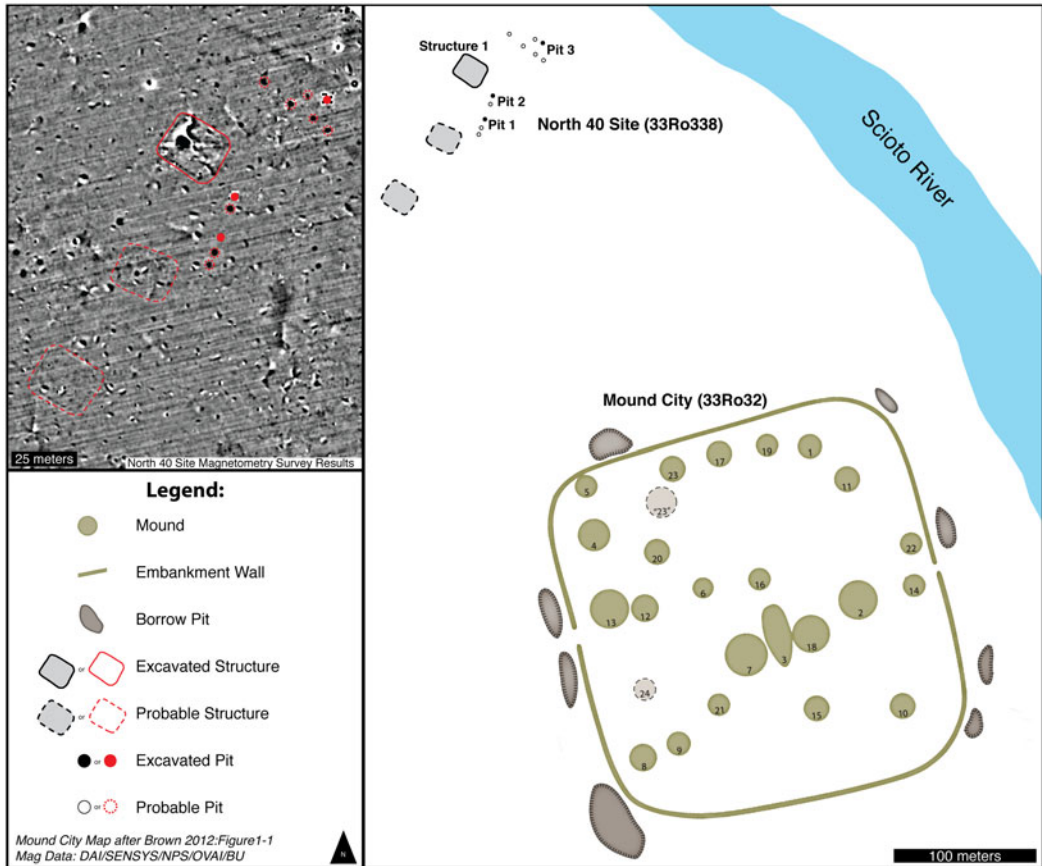 25 meters
North 40 Site Magnetometry Survey Results
Legend:
Mound
Embankment Wall
Borrow Pit
or
Excavated Structure
or
Probable Structure
or
Excavated Pit
or
Probable Pit
Mound City Map after Brown 2012:Figure1-1
Mag Data: DAI/SENSYS/NPS/OVAI/BU
N
Structure 1
Pit 3
Pit 2
Pit 1
North 40 Site (33Ro338)
Scioto River
Mound City (33Ro32)
19
1
17
23
11
5
"23"
4
20
22
16
14
6
2
13
12
18
7
3
24
21
15
10
9
8
100 meters